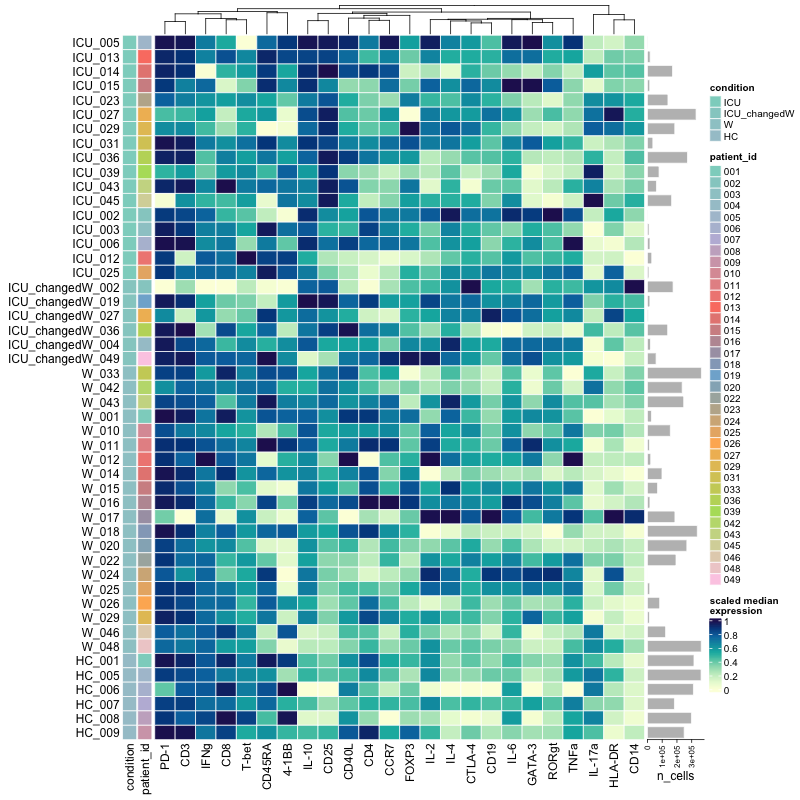 ICU_005
ICU_013
ICU_014
ICU_015
ICU_023
ICU_027
ICU_029
ICU_031
ICU_036
ICU_039
ICU_043
ICU_045
ICU_002
ICU_003
ICU_006
ICU_012
ICU_025
ICU_changedW_002
ICU_changedW_019
ICU_changedW_027
ICU_changedW_036
ICU_changedW_004
ICU_changedW_049
W_033
W_042
W_043
W_001
W_010
W_011
W_012
W_014
W_015
W_016
W_017
W_018
W_020
W_022
W_024
W_025
W_026
W_029
W_046
W_048
HC_001
HC_005
HC_006
HC_007
HC_008
HC_009
condition
patient_id
PD-1
CD3
IFNg
CD8
T-bet
CD45RA
4-1BB
IL-10
CD25
CD40L
CD4
CCR7
FOXP3
IL-2
IL-4
CTLA-4
CD19
IL-6
GATA-3
RORgt
TNFa
IL-17a
HLA-DR
CD14
0
1e+05
2e+05
3e+05
n_cells
condition
ICU
ICU_changedW
W
HC
patient_id
001
002
003
004
005
006
007
008
009
010
011
012
013
014
015
016
017
018
019
020
022
023
024
025
026
027
029
031
033
036
039
042
043
045
046
048
049
scaled median
expression
1
0.8
0.6
0.4
0.2
0